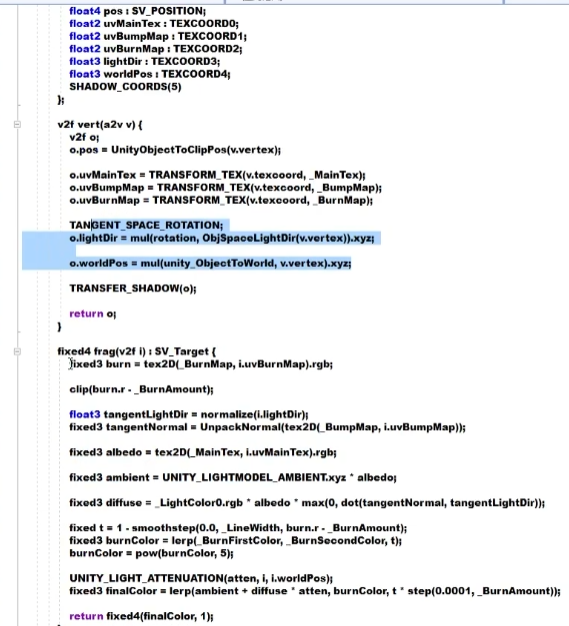 float4 pos : SV_POSITION;
float2 uvMainTex : TEXCOORD0;
float2 uvBumpMap : TEXCOORD1;
float2 uvBurnMap : TEXCOORD2;
float3 lightDir : TEXCOORD3;
float3 worldPos : TEXCOORD4;
SHADOW_COORDS(5)
};
v2f vert(a2v v) {
v2f o;
o.pos = UnityObjectToClipPos(v.vertex);
o.uvMainTex = TRANSFORM_TEX(v.texcoord, _MainTex);
o.uvBumpMap = TRANSFORM_TEX(v.texcoord, _BumpMap);
o.uvBurnMap = TRANSFORM_TEX(v.texcoord, _BurnMap);
TANGENT_SPACE_ROTATION;
o.lightDir = mul(rotation, ObjSpaceLightDir(v.vertex)).xyz;
o.worldPos = mul(unity_ObjectToWorld, v.vertex).xyz;
TRANSFER_SHADOW(o);
return o;
}
fixed4 frag(v2f i) : SV_Target {
fixed3 burn = tex2D(_BurnMap, i.uvBurnMap).rgb;
clip(burn.r - _BurnAmount);
float3 tangentLightDir = normalize(i.lightDir);
fixed3 tangentNormal = UnpackNormal(tex2D(_BumpMap, i.uvBumpMap));
fixed3 albedo = tex2D(_MainTex, i.uvMainTex).rgb;
fixed3 ambient = UNITY_LIGHTMODEL_AMBIENT.xyz * albedo;
fixed3 diffuse = _LightColor0.rgb * albedo * max(0, dot(tangentNormal, tangentLightDir));
fixed t = 1 - smoothstep(0.0, _LineWidth, burn.r - _BurnAmount);
fixed3 burnColor = lerp(_BurnFirstColor, _BurnSecondColor, t);
burnColor = pow(burnColor, 5);
UNITY_LIGHT_ATTENUATION(atten, i, i.worldPos);
fixed3 finalColor = lerp(ambient + diffuse * atten, burnColor, t * step(0.0001, _BurnAmount));
return fixed4(finalColor, 1);